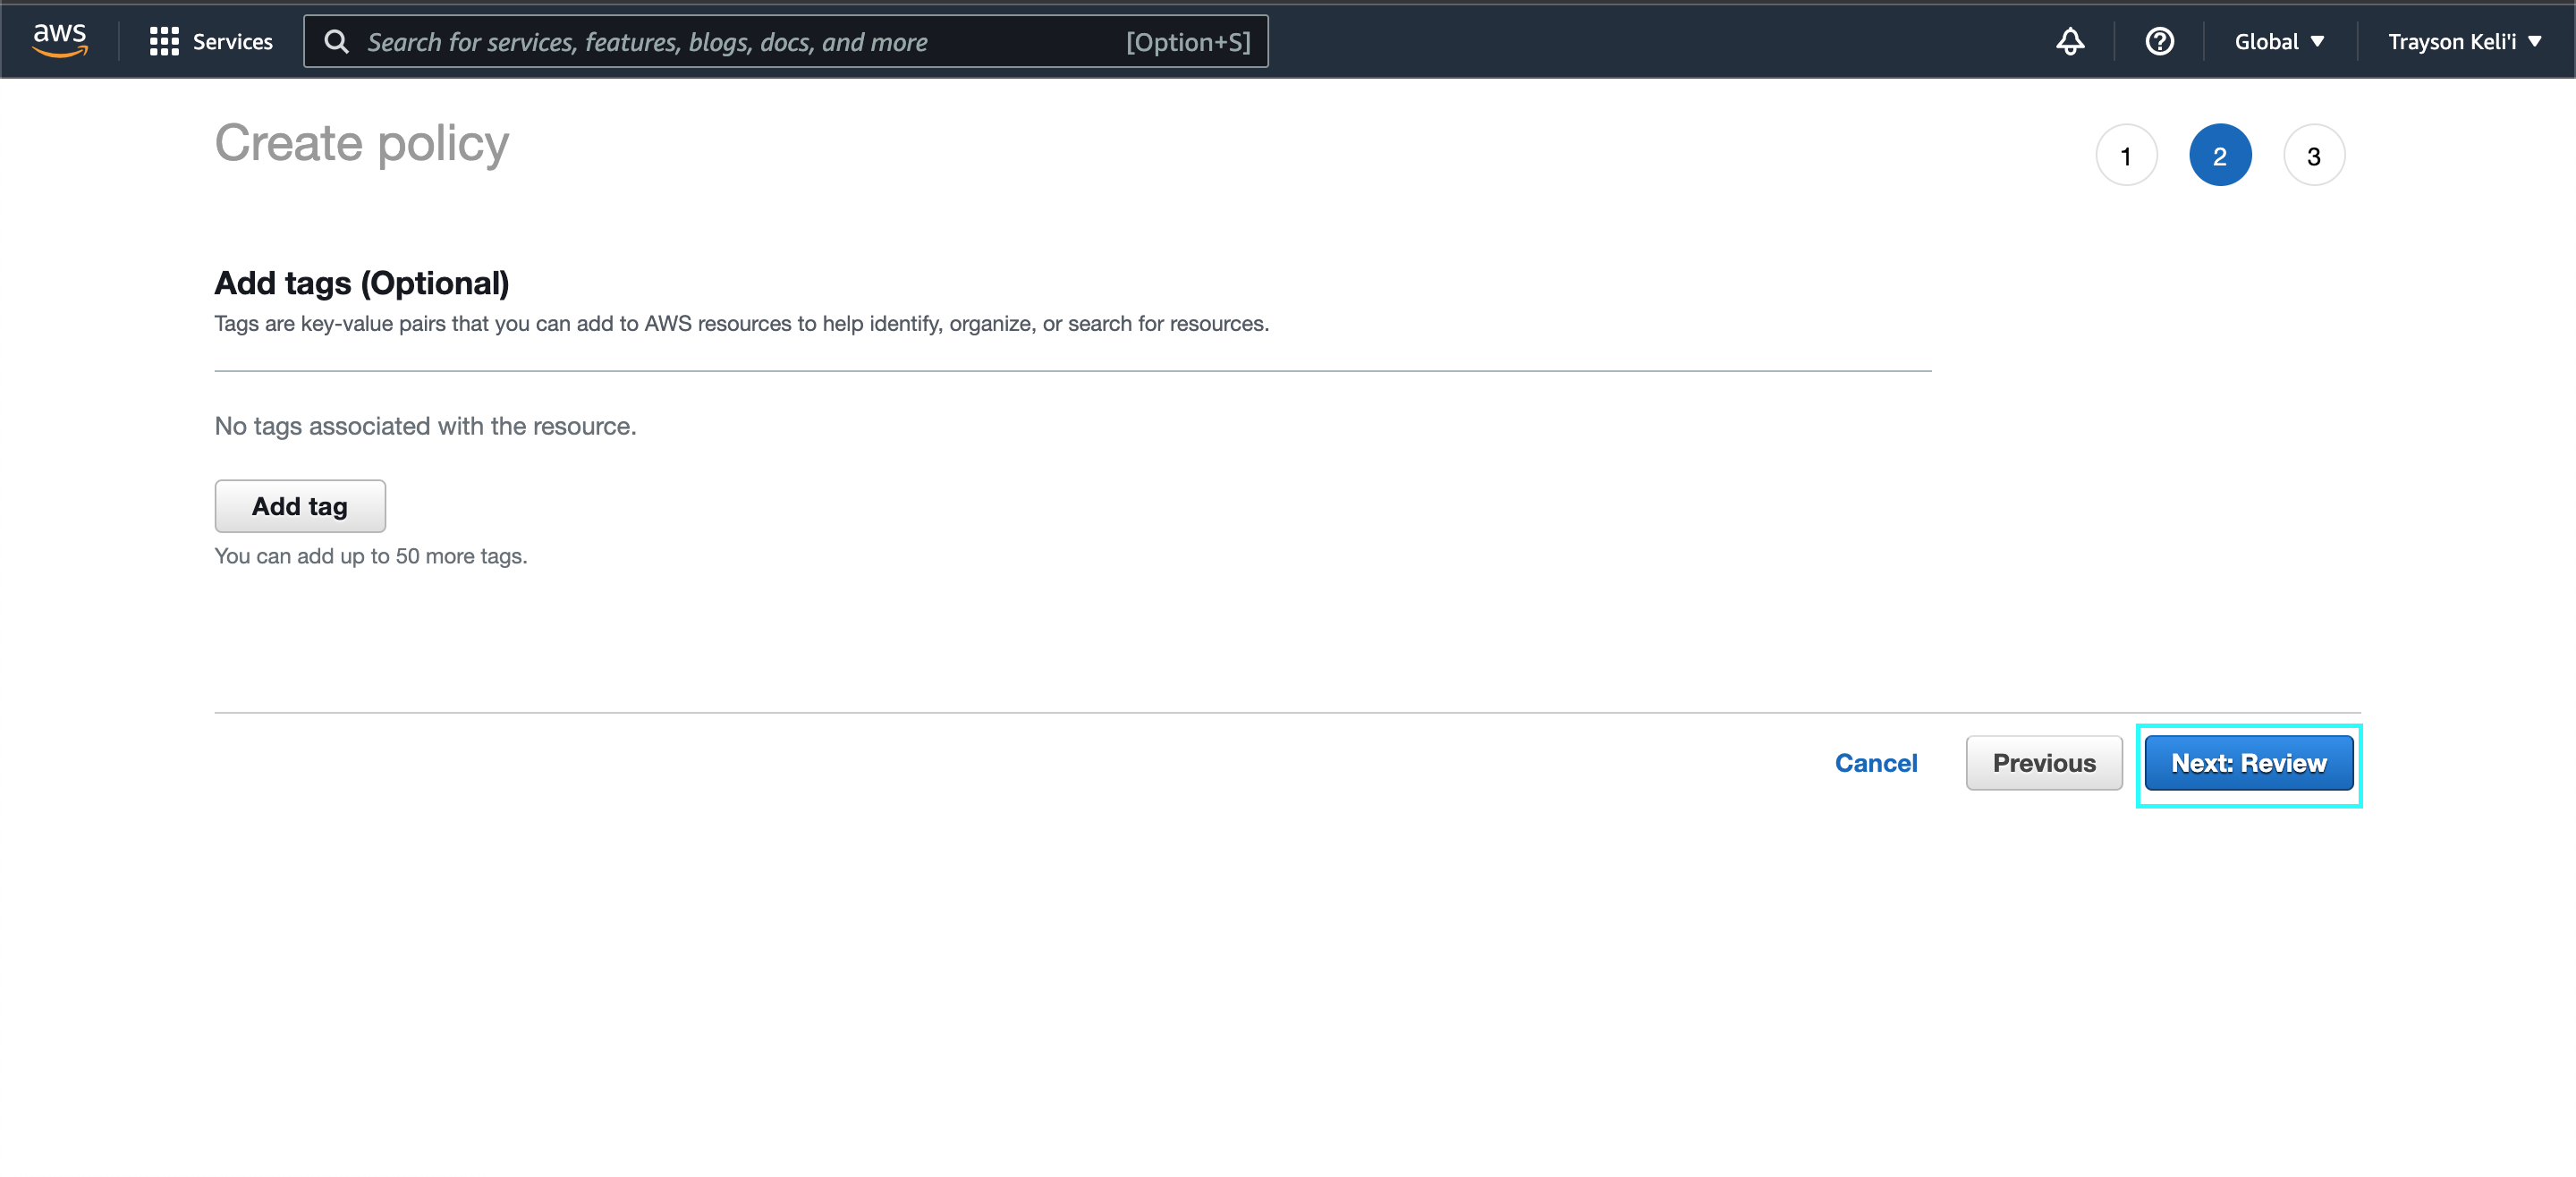 aws
Services
Search for services, features, blogs, docs, and more
[Option+S]
Global
Trayson Keli'i
Create policy
1
2
3
Add tags (Optional)
Tags are key-value pairs that you can add to AWS resources to help identify, organize, or search for resources.
No tags associated with the resource.
Add tag
You can add up to 50 more tags.
Cancel
Previous
Next: Review